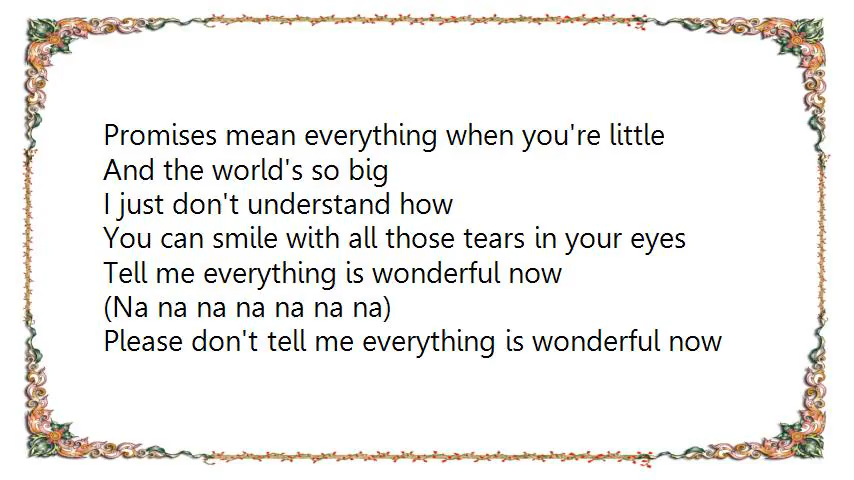 Promises mean everything when you're little
And the world's so big
I just don't understand how
You can smile with all those tears in your eyes
Tell me everything is wonderful now
(Na na na na na na na)
Please don't tell me everything is wonderful now